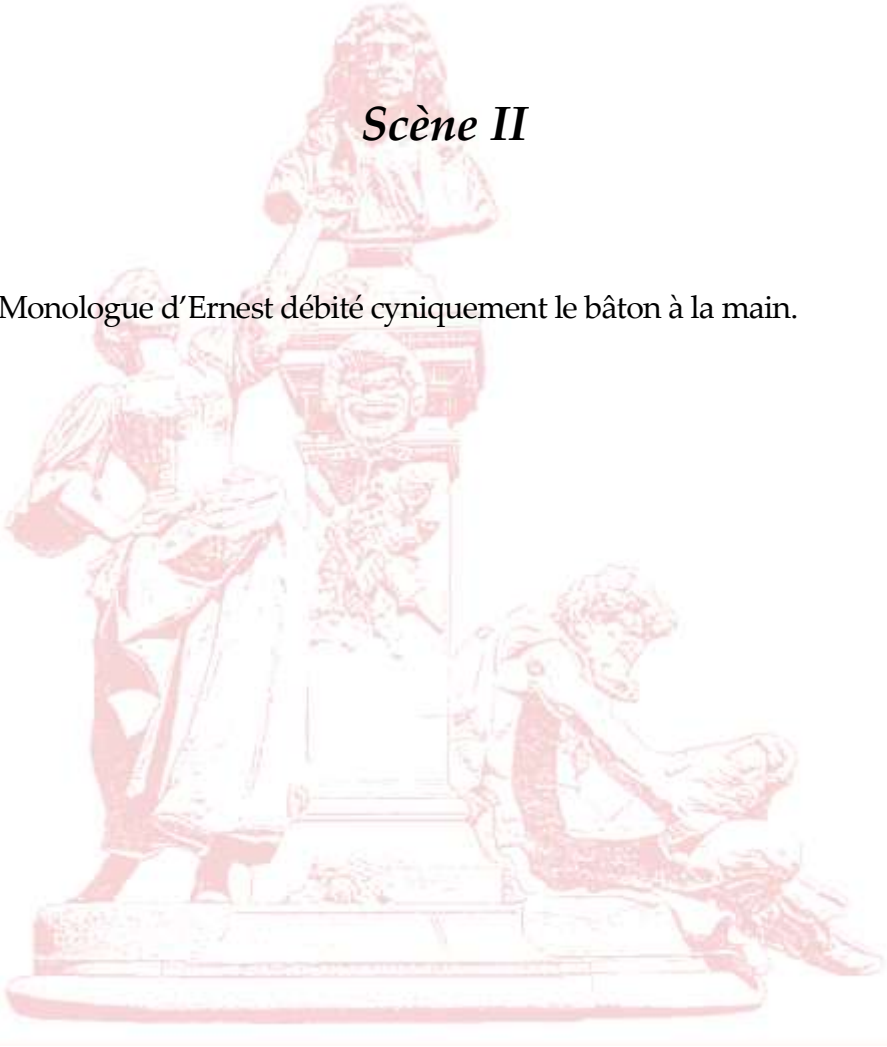 Scène II
Monologue d’Ernest débité cyniquement le bâton à la main.